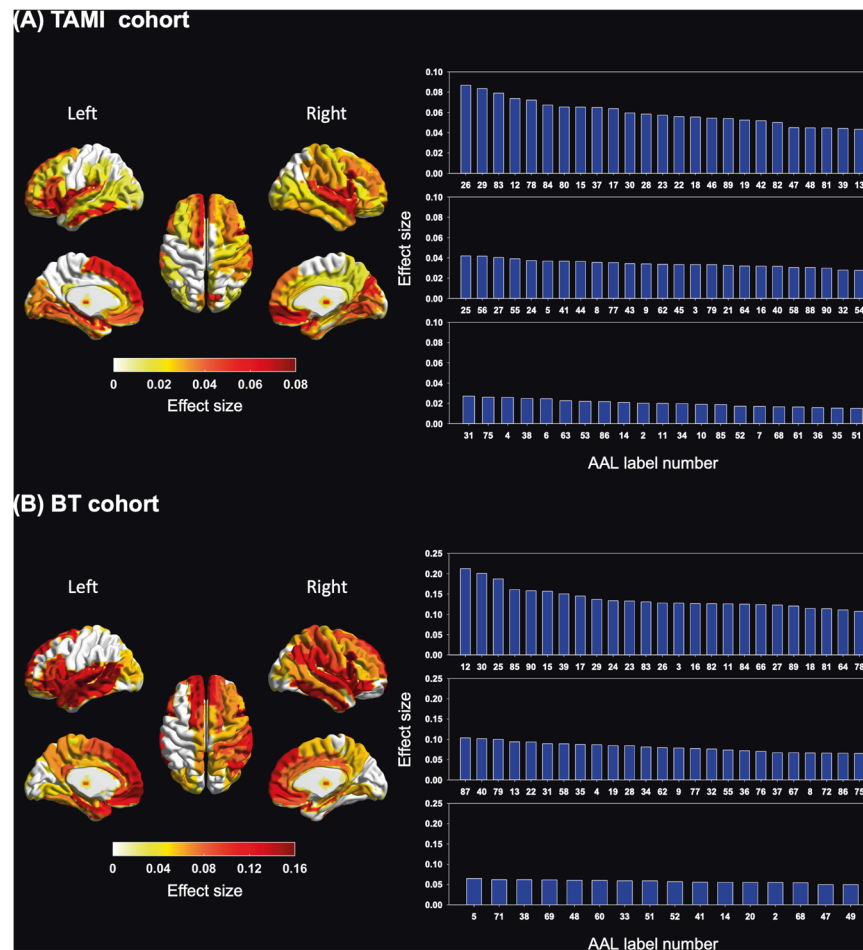 (A) TAMI cohort
Left
Right
0 0.02 0.04 0.06 0.08
Effect size
Effect size
0.10
0.08
0.06
0.04
0.02
0.00
26 29 83 12 78 84 80 15 37 17 30 28 23 22 18 46 89 19 42 82 47 48 81 39 13
0.10
0.08
0.06
0.04
0.02
0.00
25 56 27 55 24 5 41 44 8 77 43 9 62 45 3 79 21 64 16 40 58 88 90 32 54
0.10
0.08
0.06
0.04
0.02
0.00
31 75 4 38 6 63 53 86 14 2 11 34 10 85 52 7 68 61 36 35 51
AAL label number
(B) BT cohort
Left
Right
0 0.04 0.08 0.12 0.16
Effect size
Effect size
0.25
0.20
0.15
0.10
0.05
0.00
12 30 25 85 90 15 39 17 29 24 23 83 26 3 16 82 11 84 66 27 89 18 81 64 78
0.25
0.20
0.15
0.10
0.05
0.00
87 40 79 13 22 31 58 35 4 19 28 34 62 9 77 32 55 36 76 37 67 8 72 86 75
0.25
0.20
0.15
0.10
0.05
0.00
5 71 38 69 48 60 33 51 52 41 14 20 2 68 47 49
AAL label number